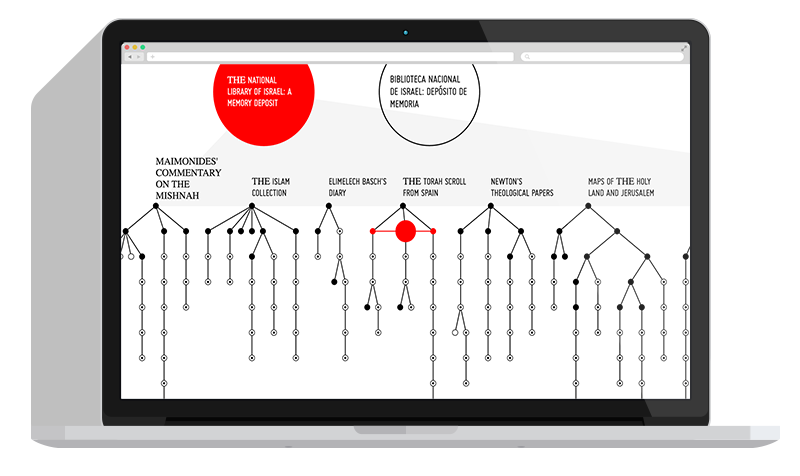 THE NATIONAL
LIBRARY OF ISRAEL: A
MEMORY DEPOSIT
BIBLIOTECA NACIONAL
DE ISRAEL: DEPÓSITO DE
MEMORIA
MAIMONIDES'
COMMENTARY
ON THE
MISHNAH
THE ISLAM
COLLECTION
ELIMELECH BASCH'S
DIARY
THE TORAH SCROLL
FROM SPAIN
NEWTON'S
THEOLOGICAL PAPERS
MAPS OF THE HOLY
LAND AND JERUSALEM